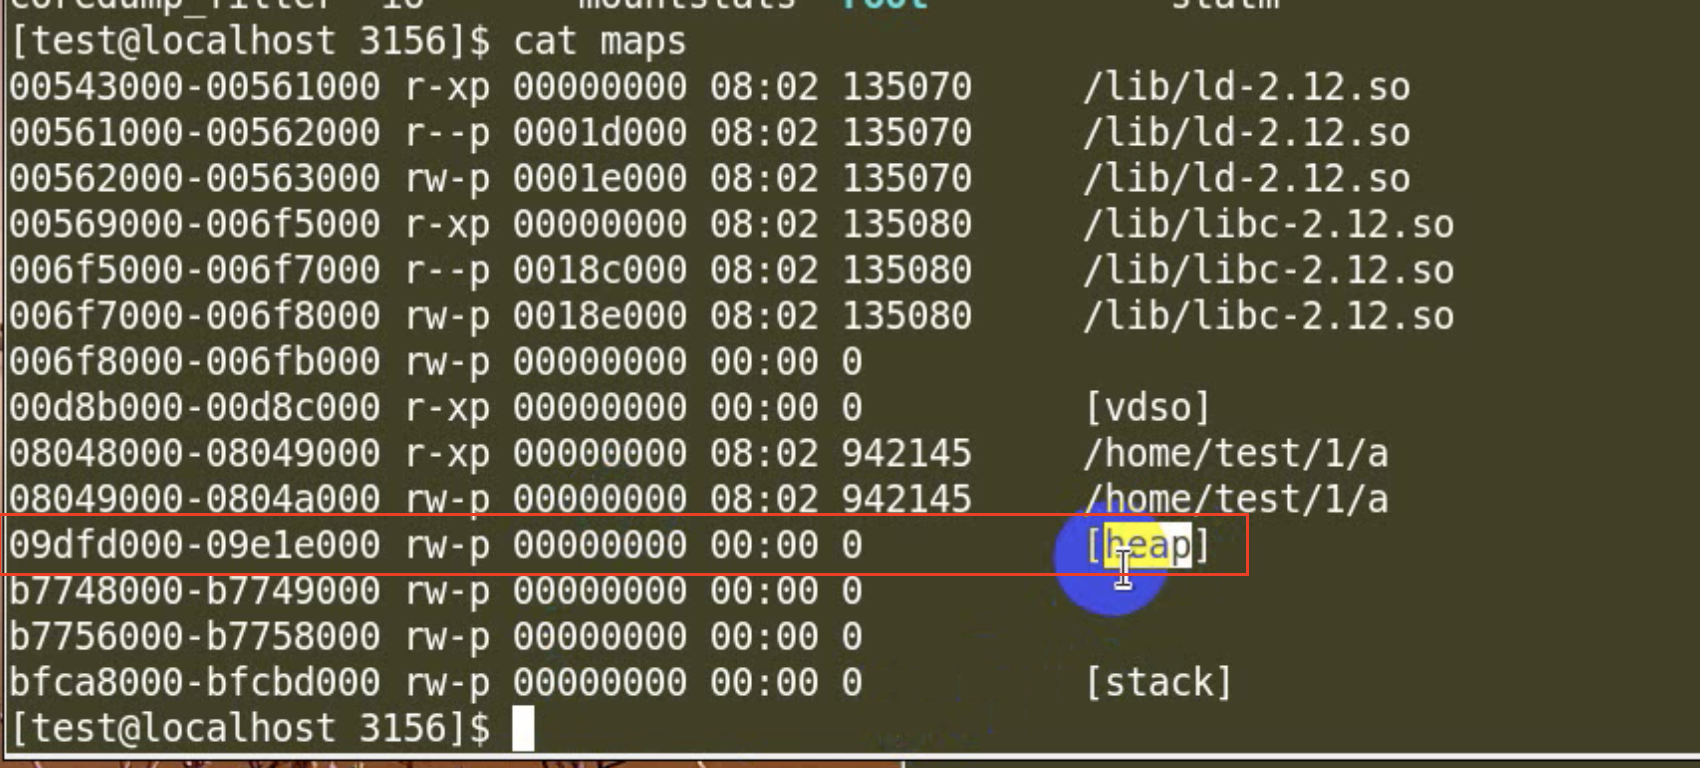 coredump_filter  io       mountstats  root           statm
[test@localhost 3156]$ cat maps
00543000-00561000 r-xp 00000000 08:02 135070     /lib/ld-2.12.so
00561000-00562000 r--p 0001d000 08:02 135070     /lib/ld-2.12.so
00562000-00563000 rw-p 0001e000 08:02 135070     /lib/ld-2.12.so
00569000-006f5000 r-xp 00000000 08:02 135080     /lib/libc-2.12.so
006f5000-006f7000 r--p 0018c000 08:02 135080     /lib/libc-2.12.so
006f7000-006f8000 rw-p 0018e000 08:02 135080     /lib/libc-2.12.so
006f8000-006fb000 rw-p 00000000 00:00 0
00d8b000-00d8c000 r-xp 00000000 00:00 0          [vdso]
08048000-08049000 r-xp 00000000 08:02 942145     /home/test/1/a
08049000-0804a000 rw-p 00000000 08:02 942145     /home/test/1/a
09dfd000-09e1e000 rw-p 00000000 00:00 0          [heap]
b7748000-b7749000 rw-p 00000000 00:00 0
b7756000-b7758000 rw-p 00000000 00:00 0
bfca8000-bfcbd000 rw-p 00000000 00:00 0          [stack]
[test@localhost 3156]$